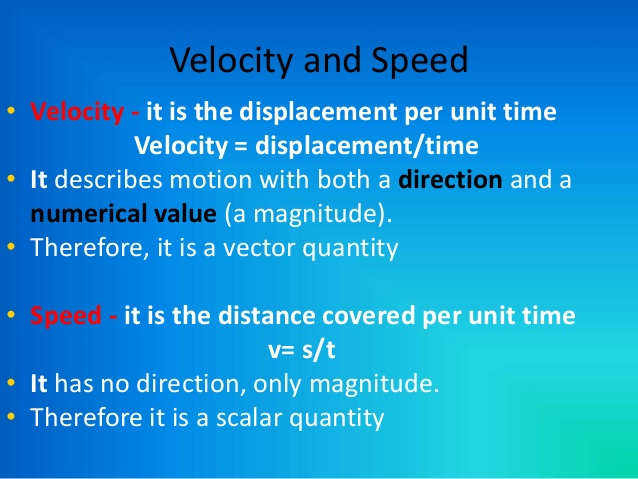 Velocity and Speed
• Velocity - it is the displacement per unit time
Velocity = displacement/time
• It describes motion with both a direction and a
numerical value (a magnitude).
• Therefore, it is a vector quantity
• Speed - it is the distance covered per unit time
v= s/t
• It has no direction, only magnitude.
• Therefore it is a scalar quantity